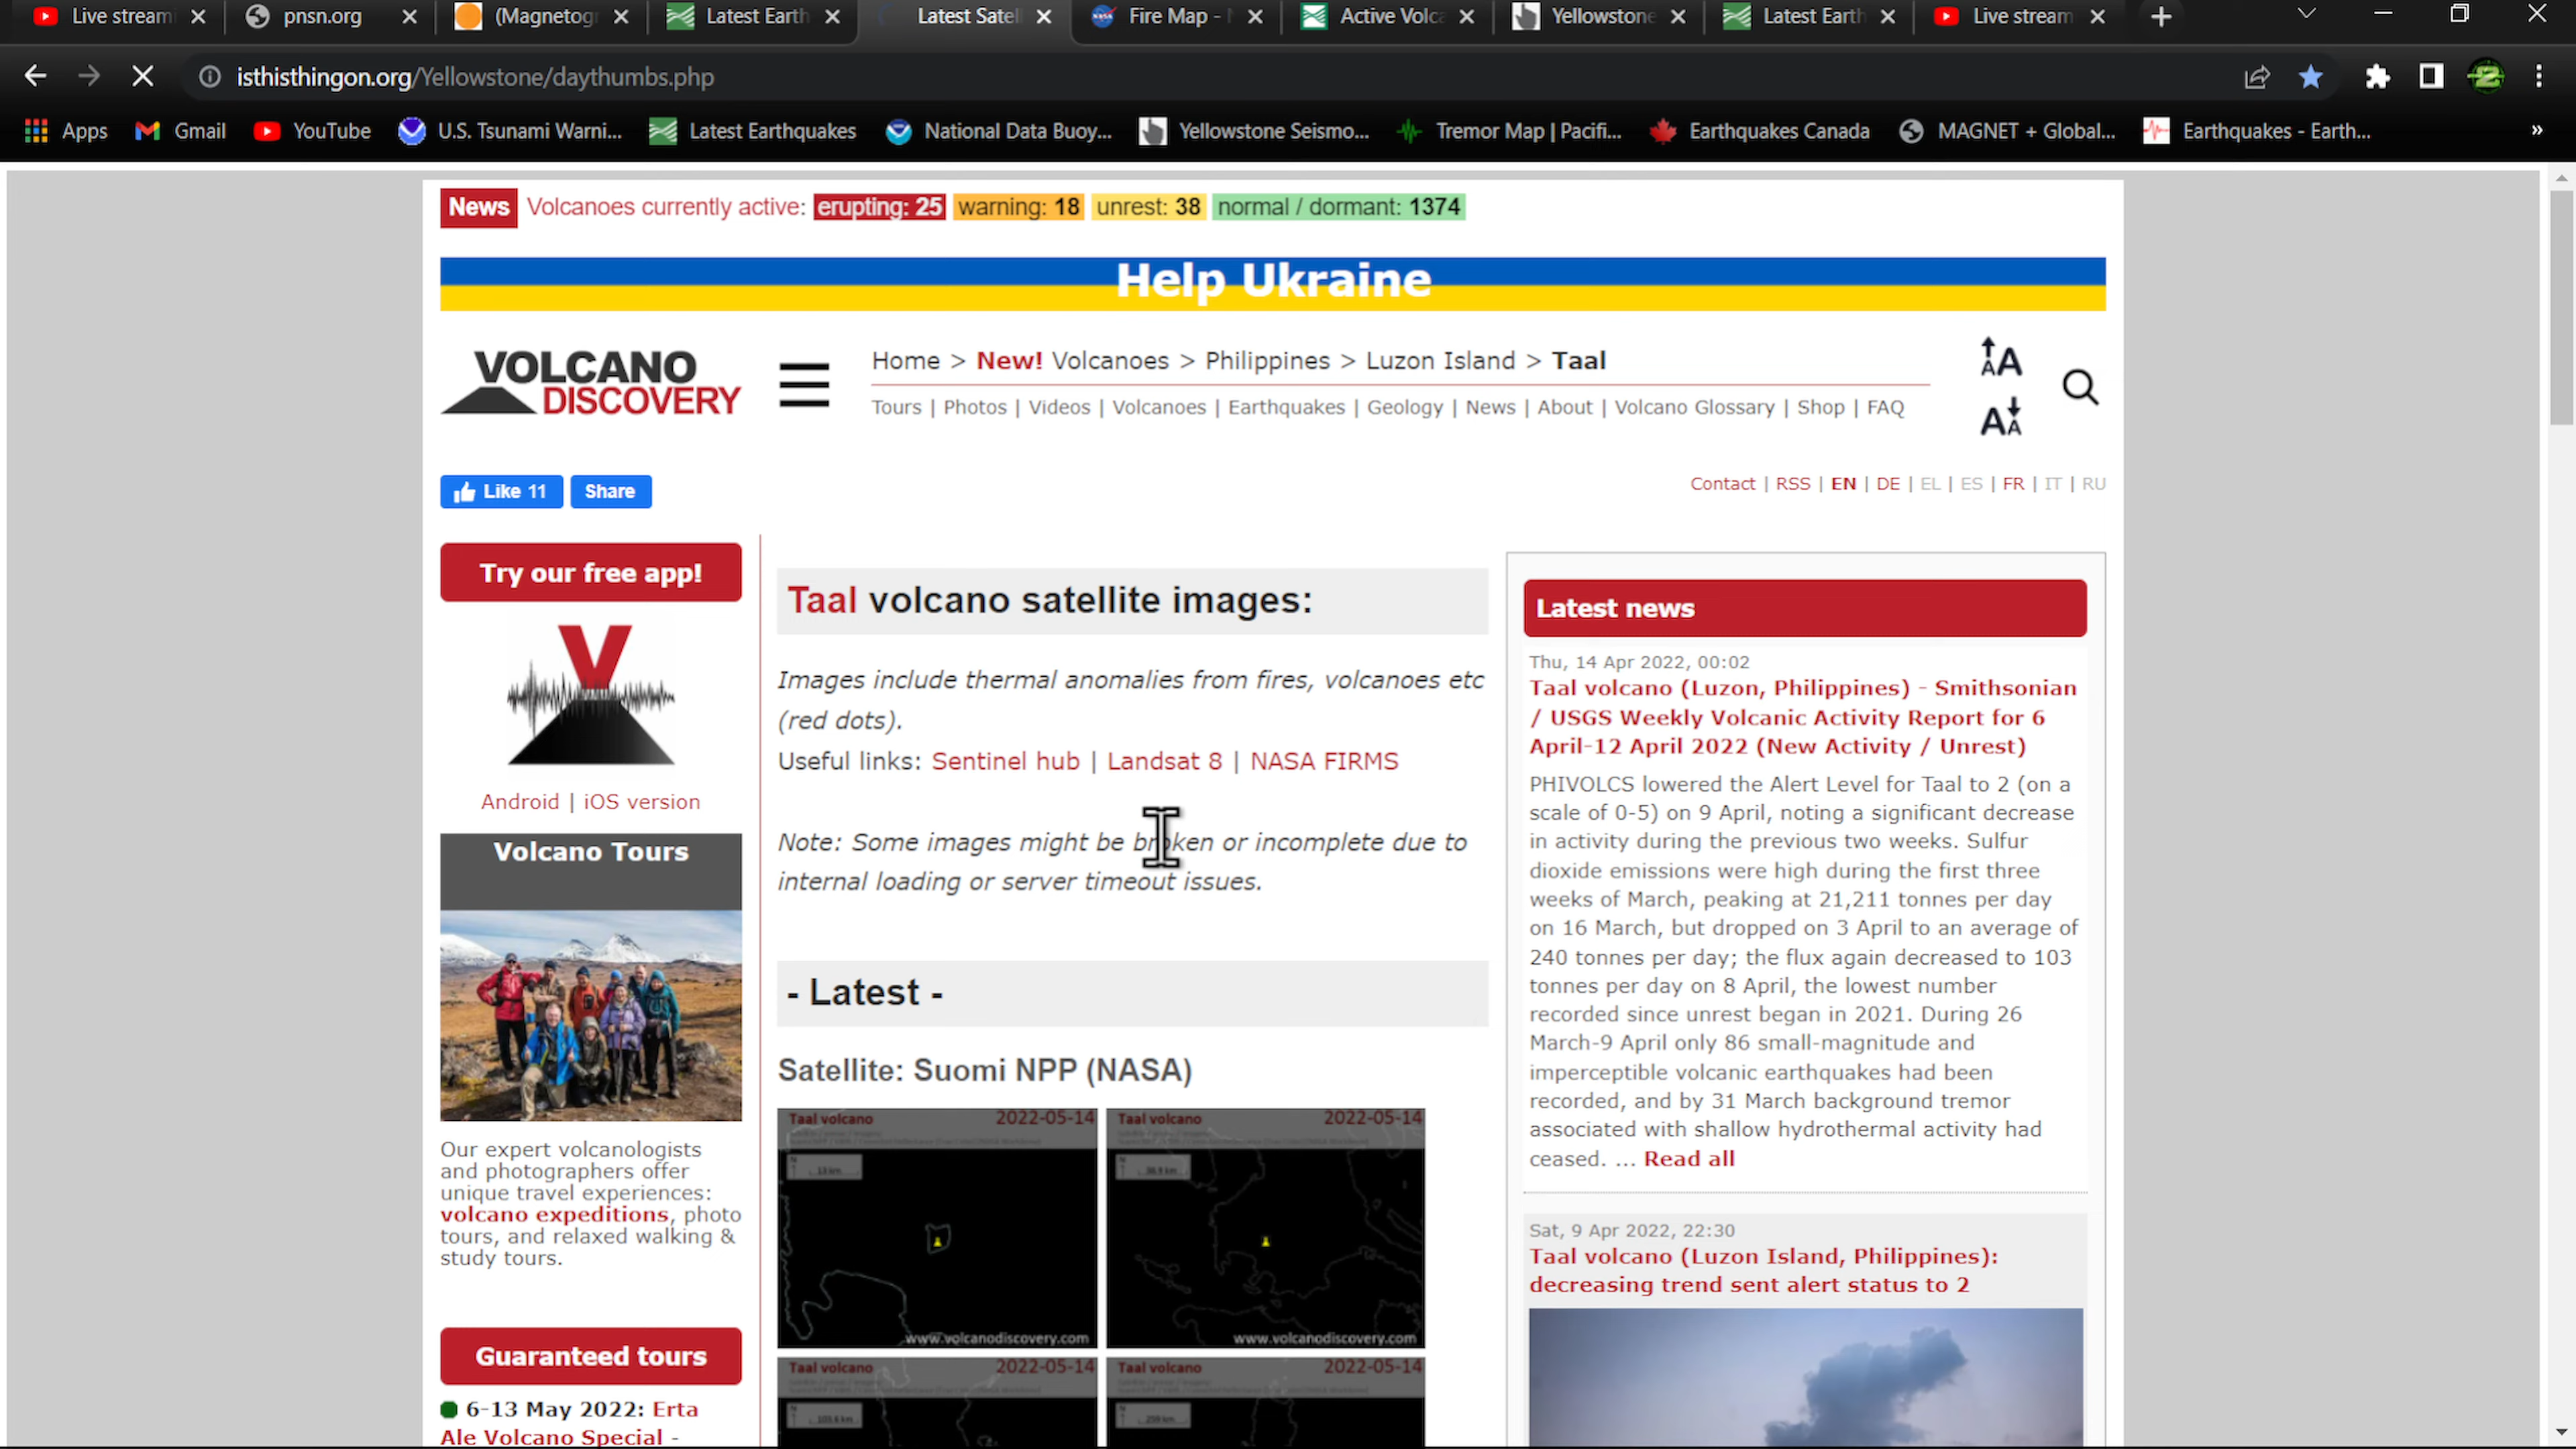 Live stream
pnsn.org
(Magnetogr
Latest Earth
Latest Satel
Fire Map - N
Active Volca
Yellowstone
Latest Earth
Live stream
isthisthingon.org/Yellowstone/daythumbs.php
Apps
Gmail
YouTube
U.S. Tsunami Warni...
Latest Earthquakes
National Data Buoy...
Yellowstone Seismo...
Tremor Map | Pacifi...
Earthquakes Canada
MAGNET + Global...
Earthquakes - Earth...
»
News Volcanoes currently active: erupting: 25 warning: 18 unrest: 38 normal / dormant: 1374
Help Ukraine
VOLCANO
DISCOVERY
Home > New! Volcanoes > Philippines > Luzon Island > Taal
Tours | Photos | Videos | Volcanoes | Earthquakes | Geology | News | About | Volcano Glossary | Shop | FAQ
AA
AA
Like 11
Share
Contact | RSS | EN | DE | EL | ES | FR | IT | RU
Try our free app!
V
Android | iOS version
Volcano Tours
Our expert volcanologists
and photographers offer
unique travel experiences:
volcano expeditions, photo
tours, and relaxed walking &
study tours.
Guaranteed tours
6-13 May 2022: Erta
Ale Volcano Special -
Taal volcano satellite images:
Images include thermal anomalies from fires, volcanoes etc
(red dots).
Useful links: Sentinel hub | Landsat 8 | NASA FIRMS
Note: Some images might be broken or incomplete due to
internal loading or server timeout issues.
- Latest -
Satellite: Suomi NPP (NASA)
Taal volcano 2022-05-14
13 km
www.volcanodiscovery.com
Taal volcano 2022-05-14
www.volcanodiscovery.com
Taal volcano 2022-05-14
Taal volcano 2022-05-14
Latest news
Thu, 14 Apr 2022, 00:02
Taal volcano (Luzon, Philippines) - Smithsonian
/ USGS Weekly Volcanic Activity Report for 6
April-12 April 2022 (New Activity / Unrest)
PHIVOLCS lowered the Alert Level for Taal to 2 (on a
scale of 0-5) on 9 April, noting a significant decrease
in activity during the previous two weeks. Sulfur
dioxide emissions were high during the first three
weeks of March, peaking at 21,211 tonnes per day
on 16 March, but dropped on 3 April to an average of
240 tonnes per day; the flux again decreased to 103
tonnes per day on 8 April, the lowest number
recorded since unrest began in 2021. During 26
March-9 April only 86 small-magnitude and
imperceptible volcanic earthquakes had been
recorded, and by 31 March background tremor
associated with shallow hydrothermal activity had
ceased. ... Read all
Sat, 9 Apr 2022, 22:30
Taal volcano (Luzon Island, Philippines):
decreasing trend sent alert status to 2